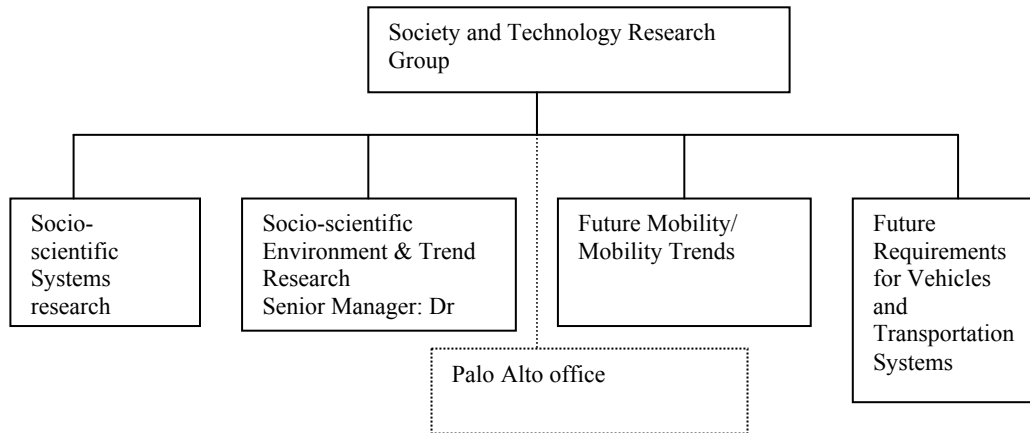 Society and Technology Research
Group
Socio-
scientific
Systems
research
Socio-scientific
Environment & Trend
Research
Senior Manager: Dr
Future Mobility/
Mobility Trends
Future
Requirements
for Vehicles
and
Transportation
Systems
Palo Alto office